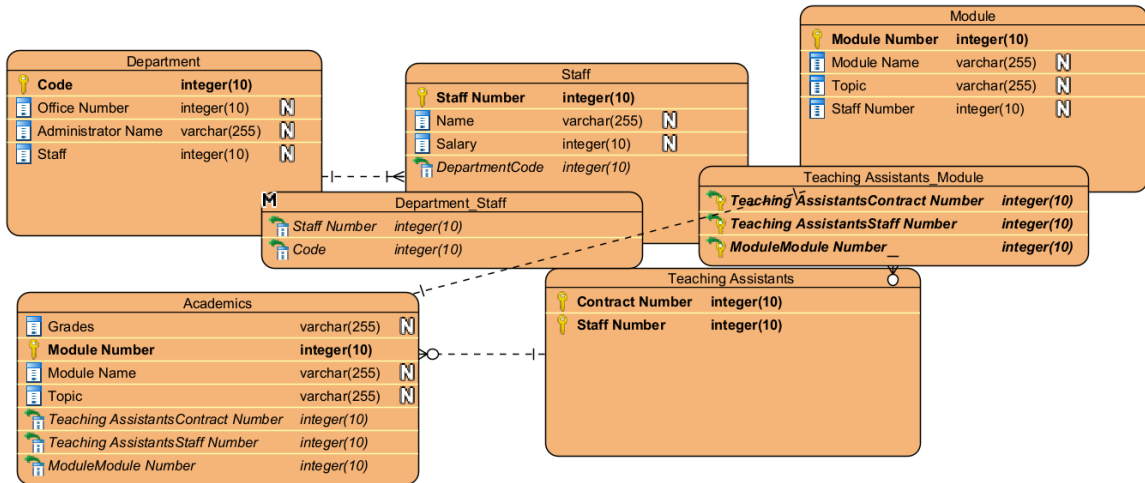 Department
Code integer(10)
Office Number integer(10) N
Administrator Name varchar(255) N
Staff integer(10) N
Staff
Staff Number integer(10)
Name varchar(255) N
Salary integer(10) N
DepartmentCode integer(10)
Module
Module Number integer(10)
Module Name varchar(255) N
Topic varchar(255) N
Staff Number integer(10) N
M
Department_Staff
Staff Number integer(10)
Code integer(10)
Teaching Assistants_Module
Teaching AssistantsContract Number integer(10)
Teaching AssistantsStaff Number integer(10)
ModuleModule Number integer(10)
Academics
Grades varchar(255) N
Module Number integer(10)
Module Name varchar(255) N
Topic varchar(255) N
Teaching AssistantsContract Number integer(10)
Teaching AssistantsStaff Number integer(10)
ModuleModule Number integer(10)
Teaching Assistants
Contract Number integer(10)
Staff Number integer(10)